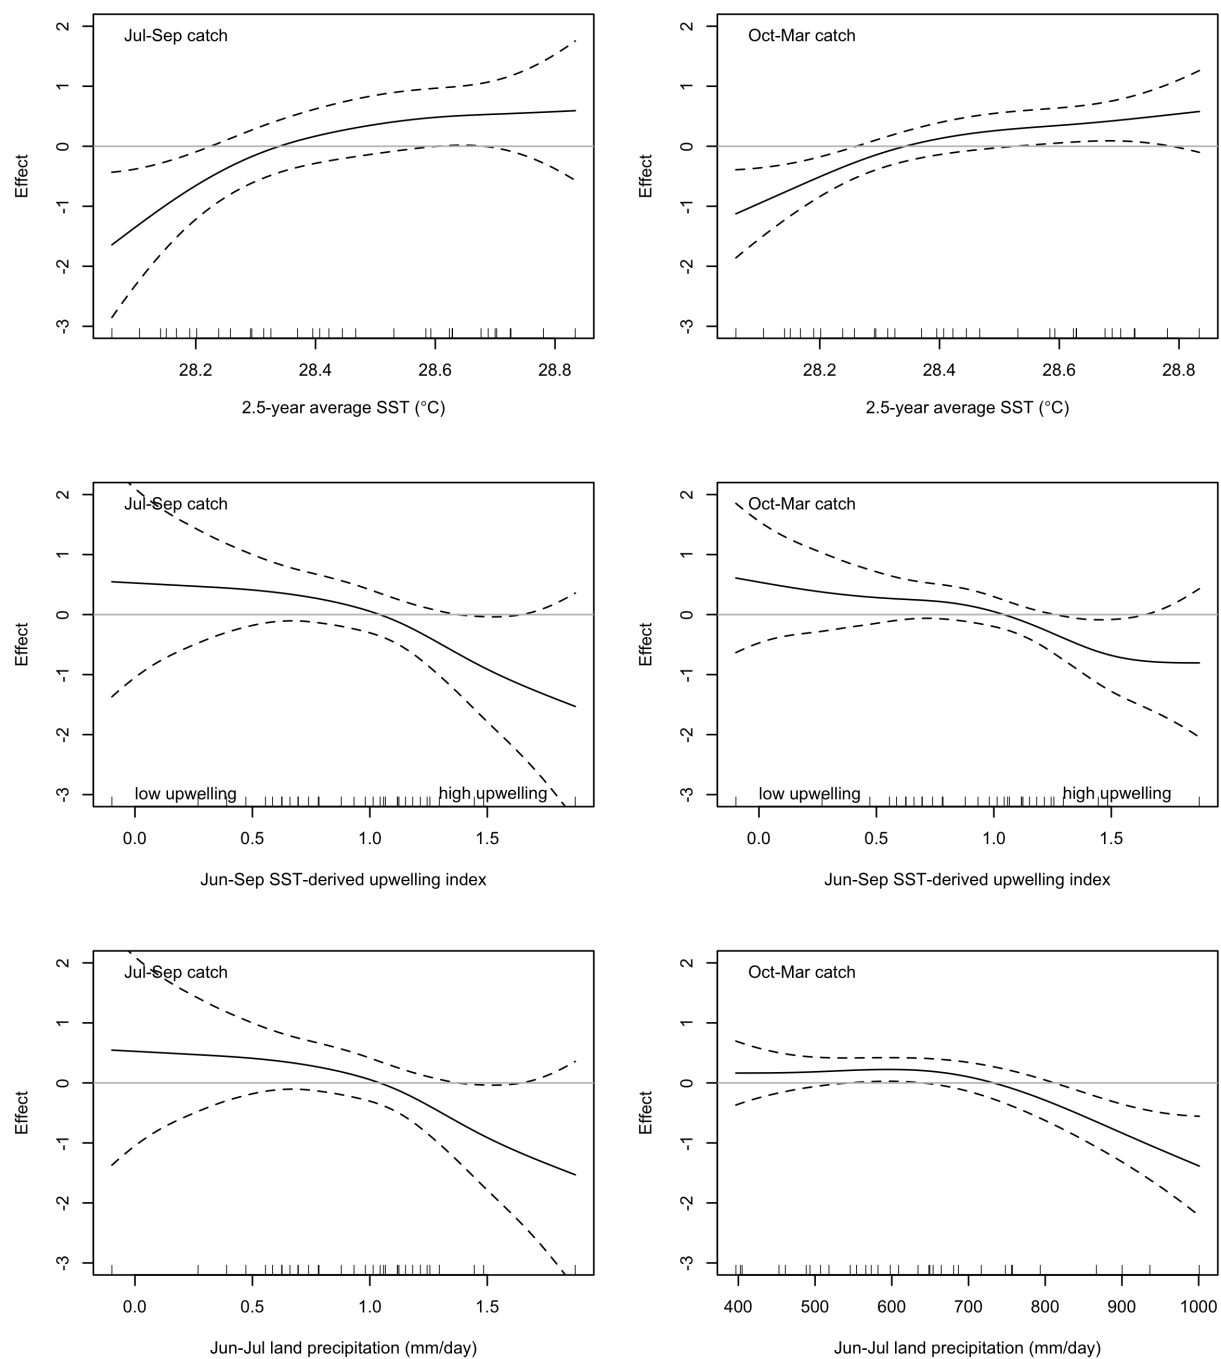 Jul-Sep catch
Effect
2
1
0
-1
-2
-3
28.2 28.4 28.6 28.8
2.5-year average SST (°C)
Oct-Mar catch
Effect
2
1
0
-1
-2
-3
28.2 28.4 28.6 28.8
2.5-year average SST (°C)
Jul-Sep catch
Effect
2
1
0
-1
-2
-3
low upwelling high upwelling
0.0 0.5 1.0 1.5
Jun-Sep SST-derived upwelling index
Oct-Mar catch
Effect
2
1
0
-1
-2
-3
low upwelling high upwelling
0.0 0.5 1.0 1.5
Jun-Sep SST-derived upwelling index
Jul-Sep catch
Effect
2
1
0
-1
-2
-3
0.0 0.5 1.0 1.5
Jun-Jul land precipitation (mm/day)
Oct-Mar catch
Effect
2
1
0
-1
-2
-3
400 500 600 700 800 900 1000
Jun-Jul land precipitation (mm/day)